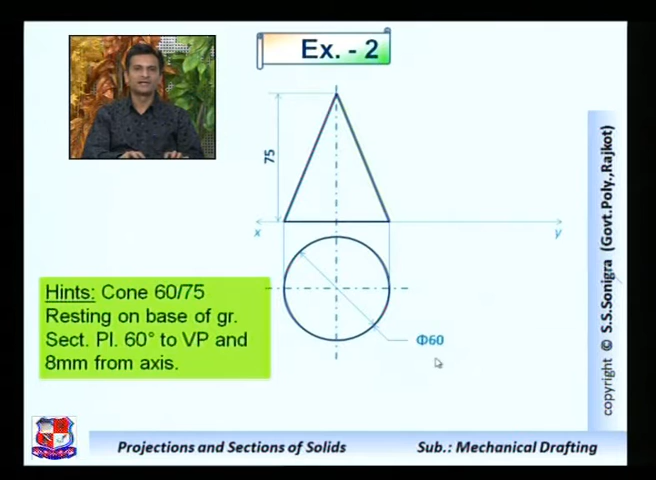 Ex. - 2
75
x
y
Hints: Cone 60/75
Resting on base of gr.
Sect. Pl. 60° to VP and
8mm from axis.
Φ60
copyright © S.S.Sonigra (Govt.Poly.,Rajkot)
Projections and Sections of Solids
Sub.: Mechanical Drafting